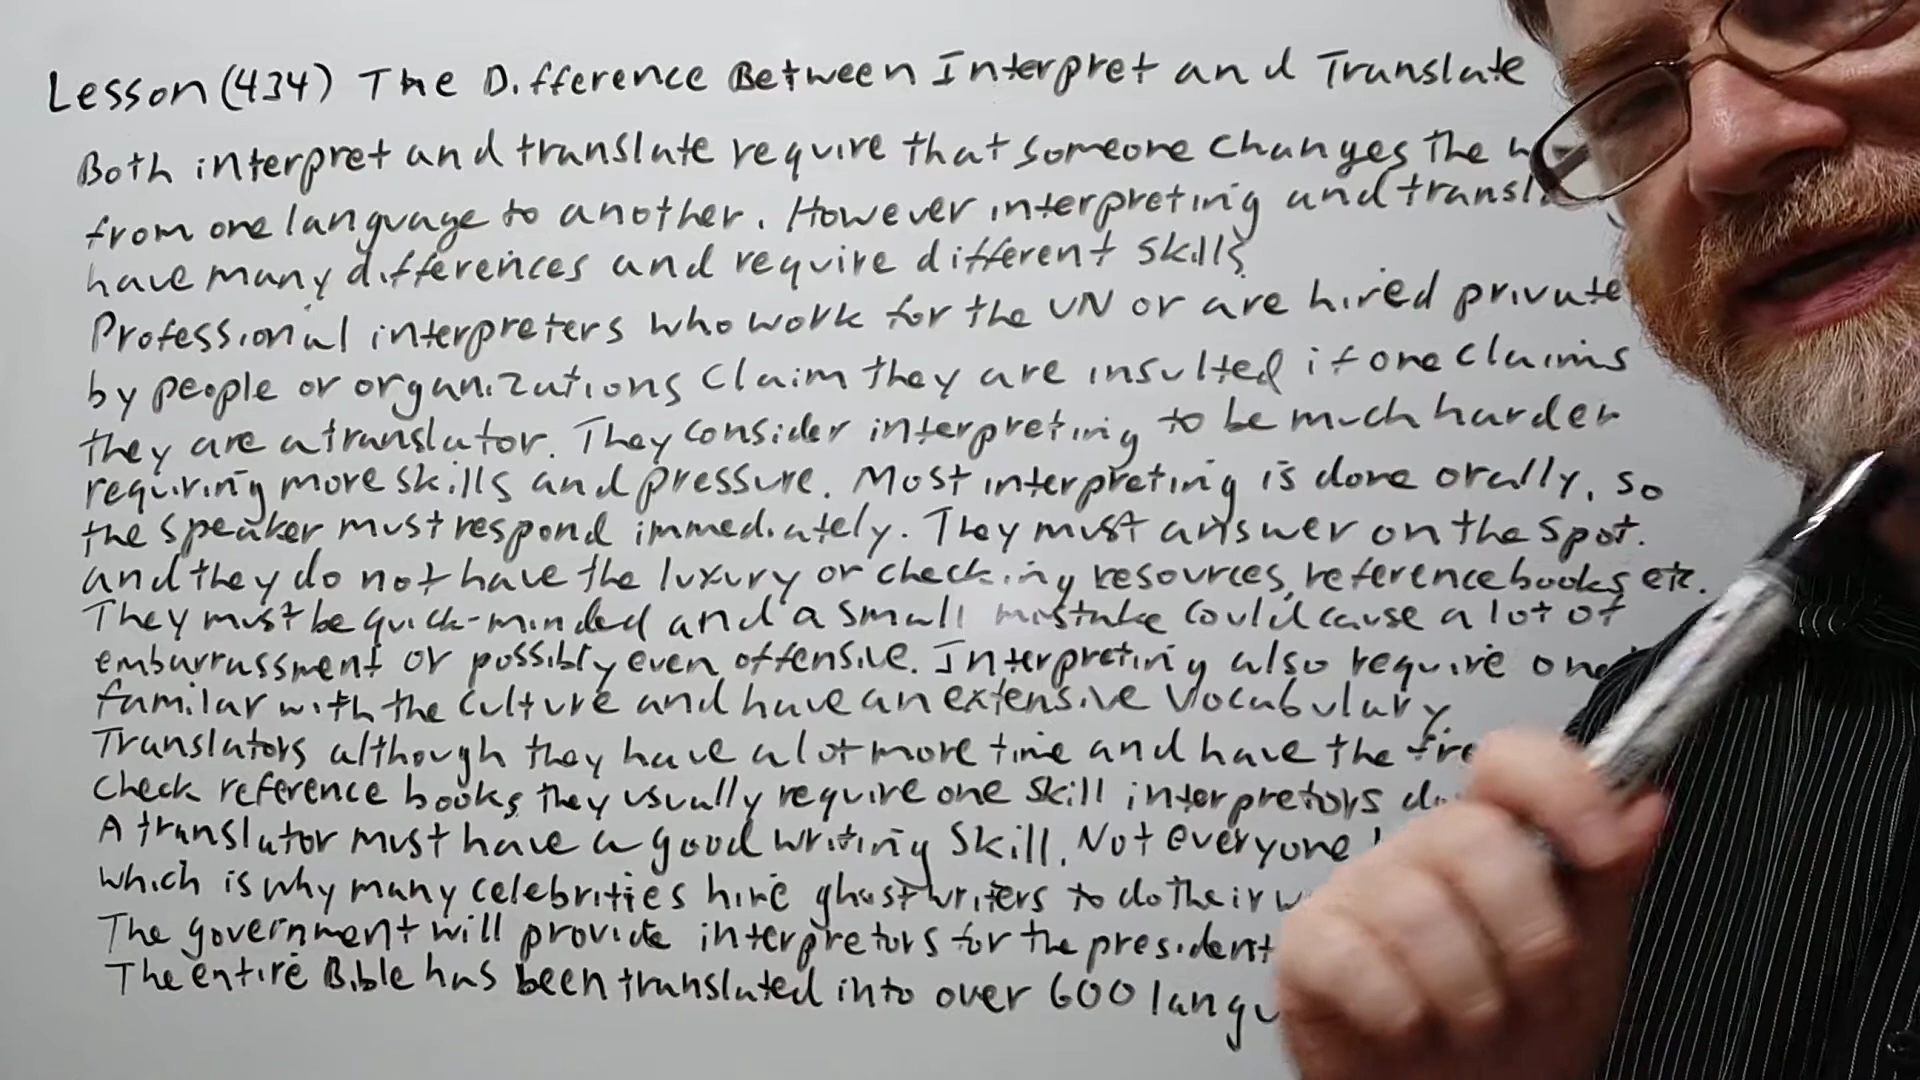 Lesson (434) The Difference Between Interpret and Translate
Both interpret and translate require that someone changes the
from one language to another. However interpreting and
have many differences and require different skills
Professional interpreters who work for the UN or are hired private
by people or organizations claim they are insulted if one claims
they are a translator. They consider interpreting to be much harder
requiring more skills and pressure. Most interpreting is done orally, so
the speaker must respond immediately. They must answer on the spot.
and they do not have the luxury or checking resources, reference books etc.
They must be quick-minded and a small mistake could cause a lot of
embarrassment or possibly even offensive. Interpreting also require one
familar with the culture and have an extensive vocabulary.
Translators although they have a lot more time and have the
check reference books, they usually require one skill interpretors
A translator must have a good writing skill. Not everyone
which is why many celebrities hire ghost writers to do their
The government will provide interpretors for the president
The entire Bible has been translated into over 600